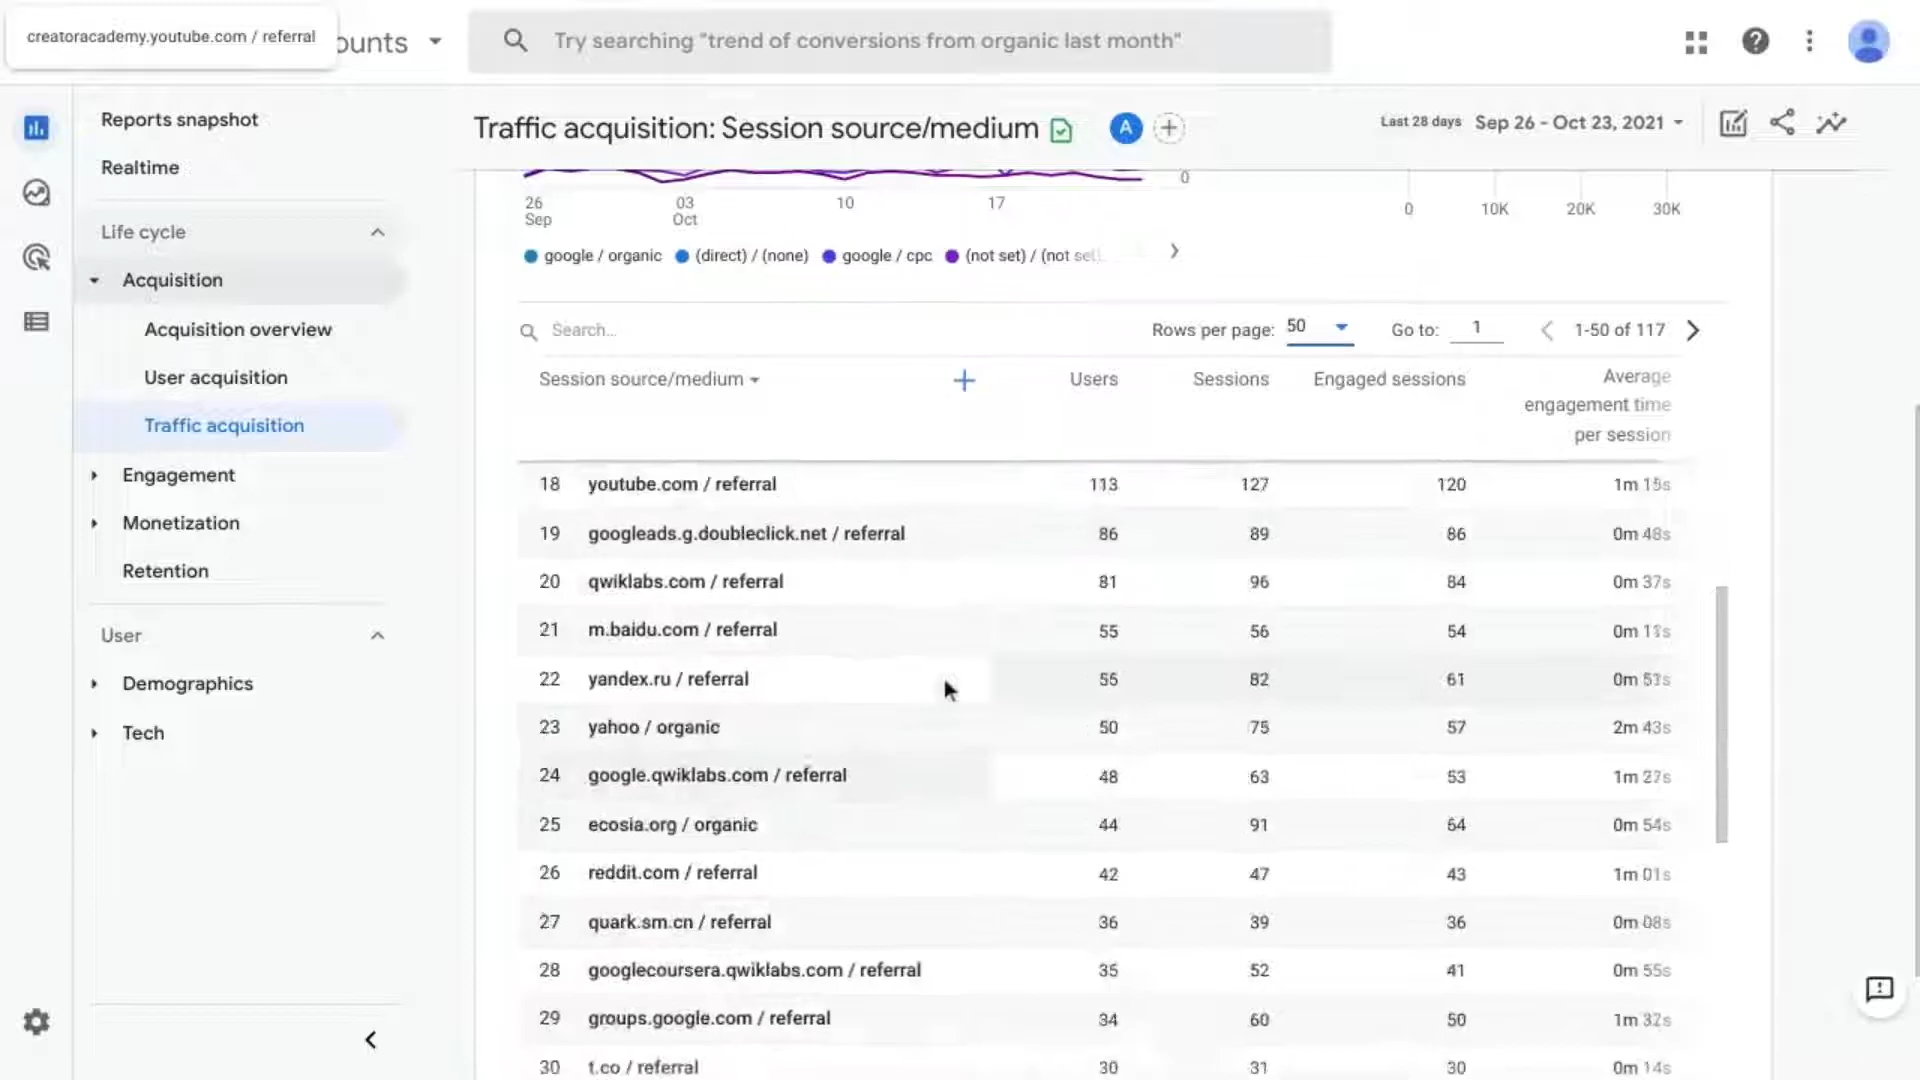 creatoracademy.youtube.com / referral
ounts
Try searching "trend of conversions from organic last month"
Reports snapshot
Realtime
Life cycle
Acquisition
Acquisition overview
User acquisition
Traffic acquisition
Engagement
Monetization
Retention
User
Demographics
Tech
Traffic acquisition: Session source/medium
A
Last 28 days Sep 26 - Oct 23, 2021
0
26 03 10 17
Sep Oct
0 10K 20K 30K
google / organic (direct) / (none) google / cpc (not set) / (not set)
Search...
Rows per page: 50 Go to: 1 1-50 of 117
Session source/medium + Users Sessions Engaged sessions Average
engagement time
per session
18 youtube.com / referral 113 127 120
19 googleads.g.doubleclick.net / referral 86 89 86 0m 48s
20 qwiklabs.com / referral 81 96 84 0m 37s
21 m.baidu.com / referral 55 56 54 0m
22 yandex.ru / referral 55 82 61 0m
23 yahoo / organic 50 75 57 2m 43s
24 google.qwiklabs.com / referral 48 63 53 1m
25 ecosia.org / organic 44 91 64 0m 54s
26 reddit.com / referral 42 47 43 1m 01s
27 quark.sm.cn / referral 36 39 36 0m 08s
28 googlecoursera.qwiklabs.com / referral 35 52 41 0m 55s
29 groups.google.com / referral 34 60 50 1m
30 t.co / referral 30 31 30 0m 14s